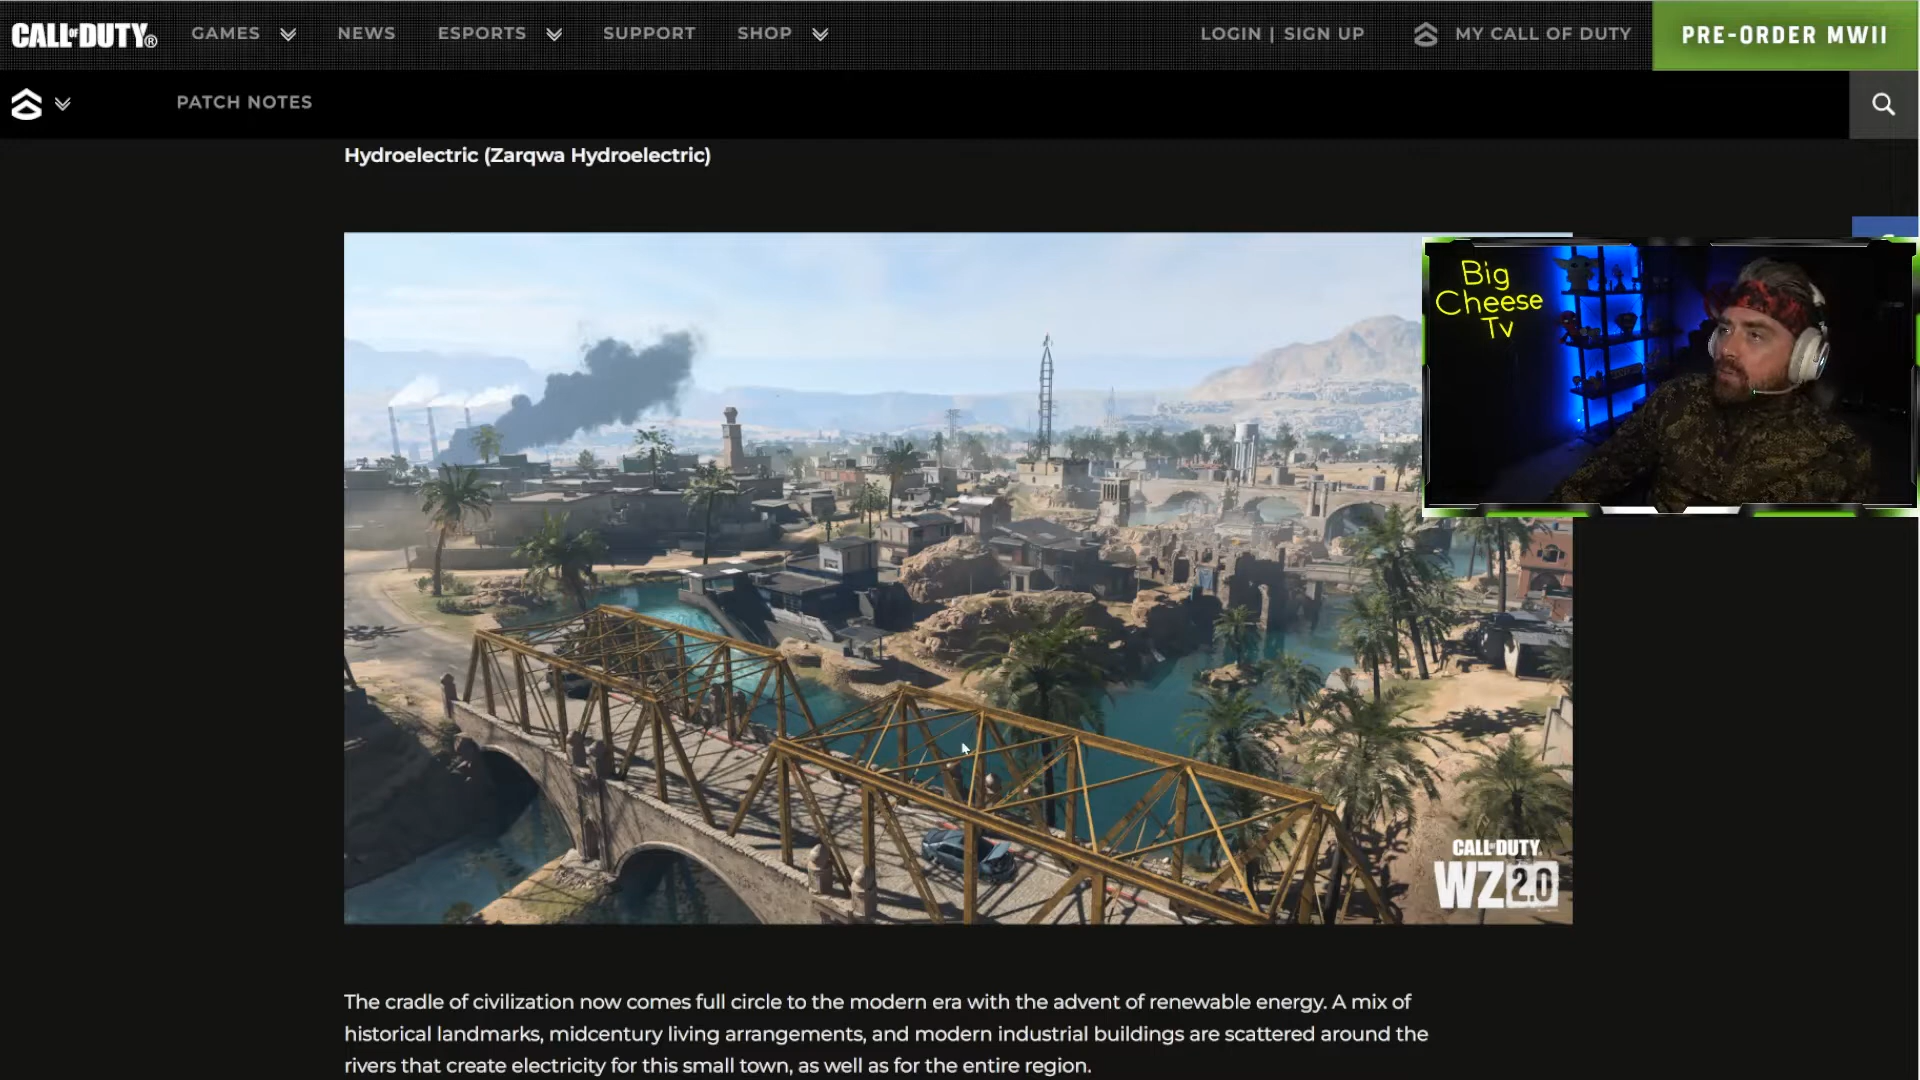 CALL OF DUTY®
GAMES
NEWS
ESPORTS
SUPPORT
SHOP
LOGIN | SIGN UP
MY CALL OF DUTY
PRE-ORDER MWII
PATCH NOTES
Hydroelectric (Zarqwa Hydroelectric)
Big
Cheese
Tv
CALL OF DUTY
WZ 2.0
The cradle of civilization now comes full circle to the modern era with the advent of renewable energy. A mix of
historical landmarks, midcentury living arrangements, and modern industrial buildings are scattered around the
rivers that create electricity for this small town, as well as for the entire region.